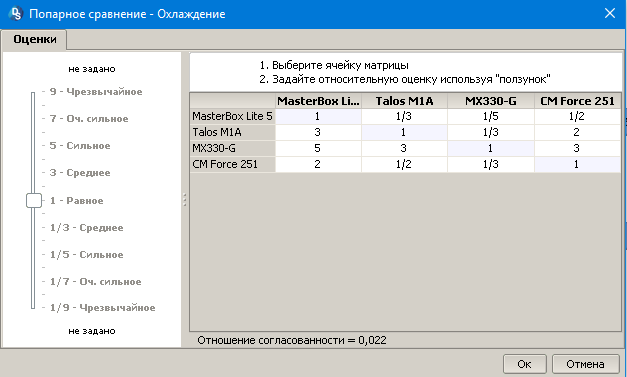 Попарное сравнение - Охлаждение
Оценки
не задано
9 - Чрезвычайное
7 - Оч. сильное
5 - Сильное
3 - Среднее
1 - Равное
1/3 - Среднее
1/5 - Сильное
1/7 - Оч. сильное
1/9 - Чрезвычайное
не задано
1. Выберите ячейку матрицы
2. Задайте относительную оценку используя "ползунок"
MasterBox Li... Talos M1A MX330-G CM Force 251
MasterBox Lite 5 1 1/3 1/5 1/2
Talos M1A 3 1 1/3 2
MX330-G 5 3 1 3
CM Force 251 2 1/2 1/3 1
Отношение согласованности = 0,022
Ок Отмена